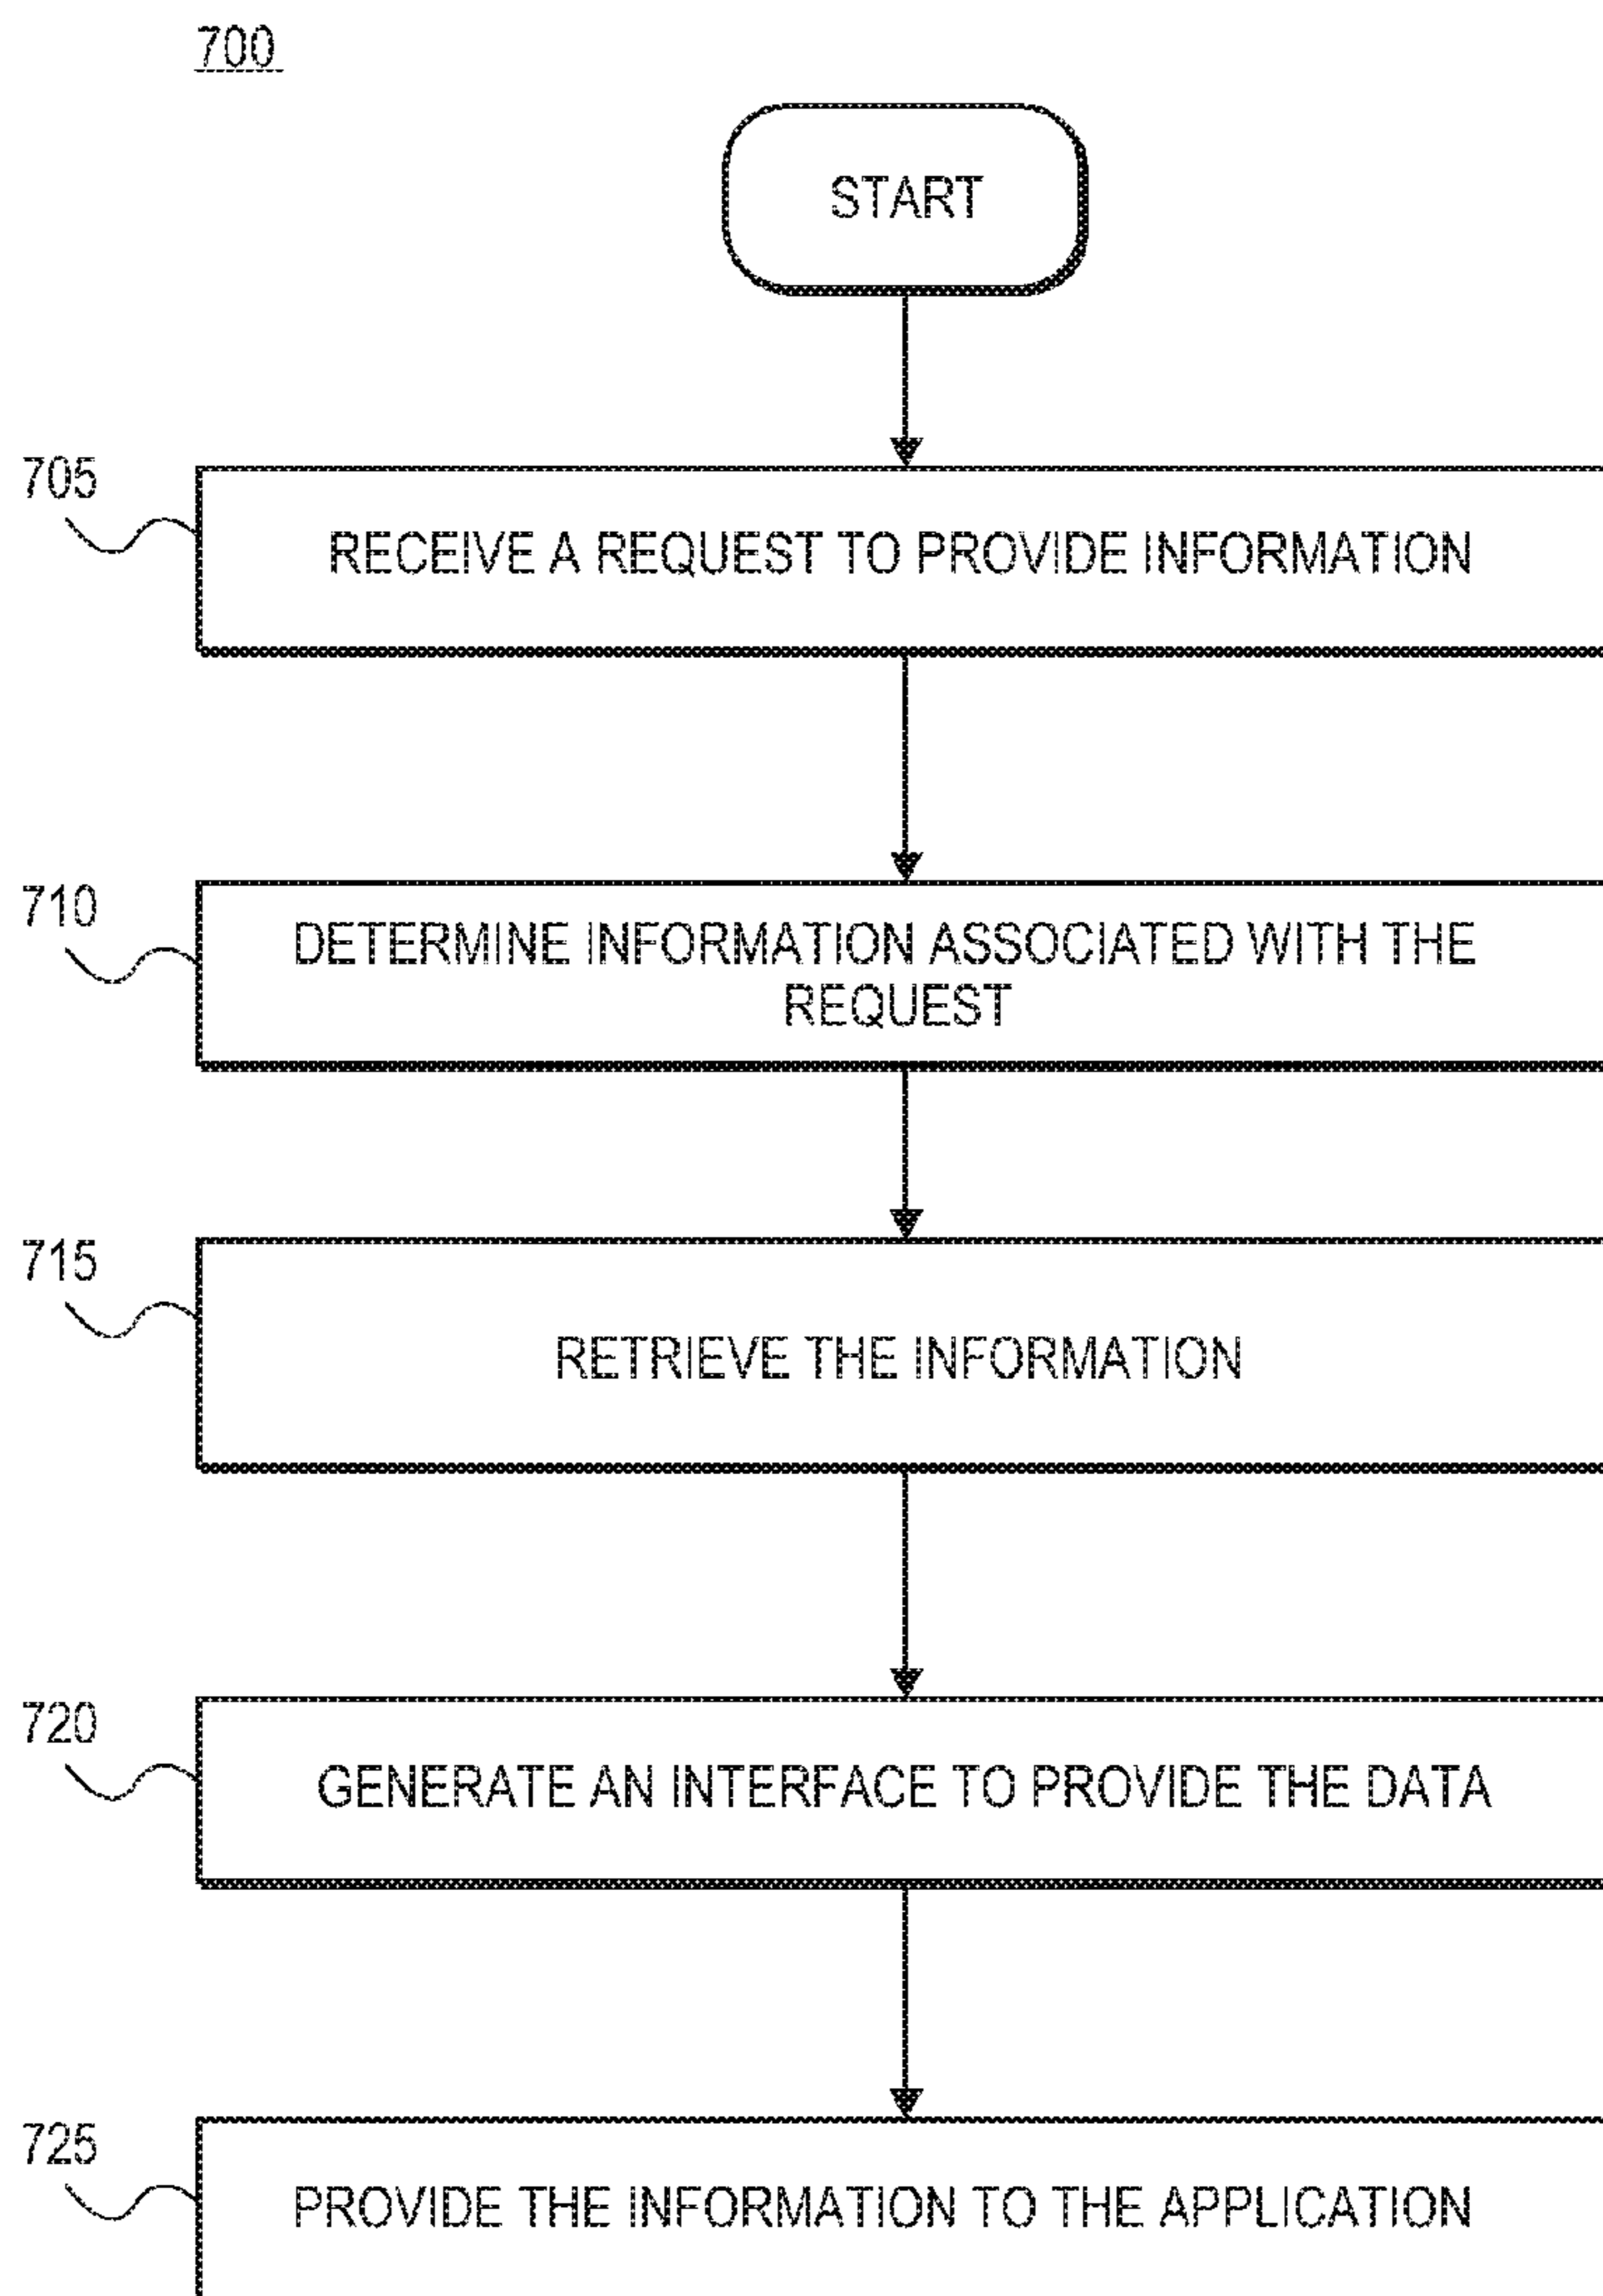 700
START
705
RECEIVE A REQUEST TO PROVIDE INFORMATION
710
DETERMINE INFORMATION ASSOCIATED WITH THE
REQUEST
715
RETRIEVE THE INFORMATION
720
GENERATE AN INTERFACE TO PROVIDE THE DATA
725
PROVIDE THE INFORMATION TO THE APPLICATION